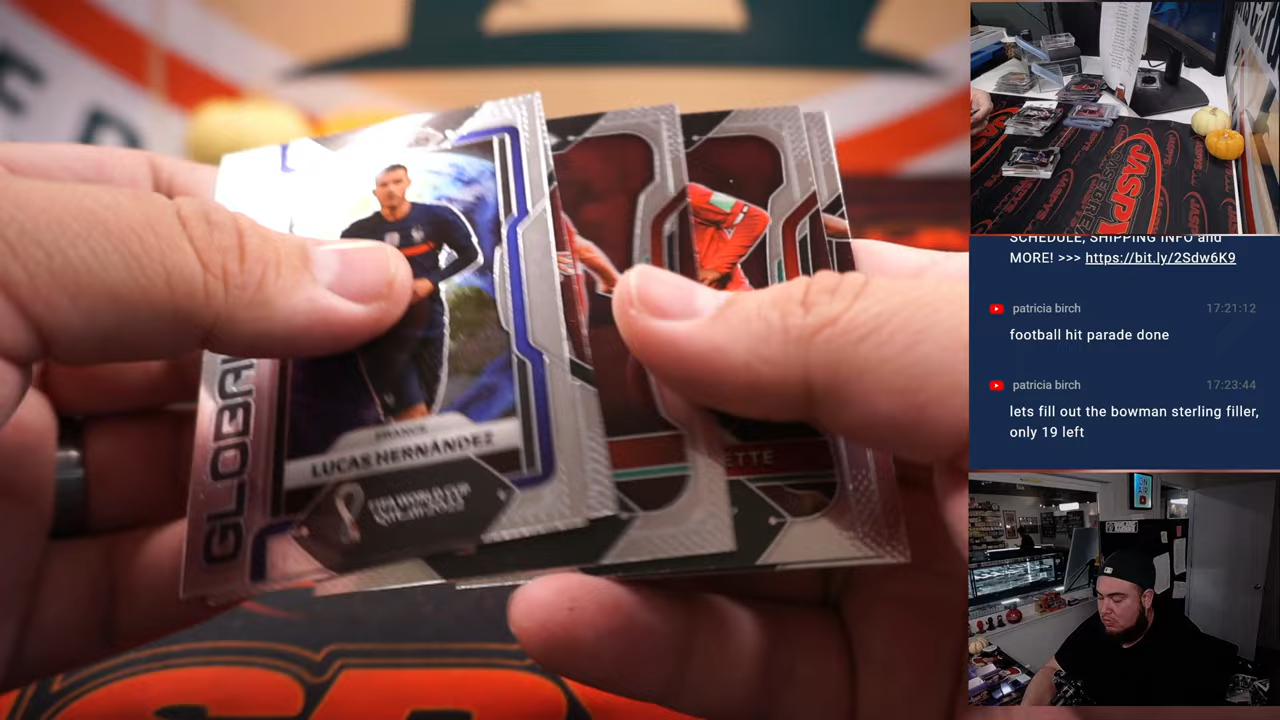 GLOBAL
FRANCE
LUCAS HERNÁNDEZ
FIFA WORLD CUP
QATAR2022
ETTE
JASPY
SCHEDULE, SHIPPING INFO and
MORE! >>> https://bit.ly/2Sdw6K9
patricia birch 17:21:12
football hit parade done
patricia birch 17:23:44
lets fill out the bowman sterling filler,
only 19 left